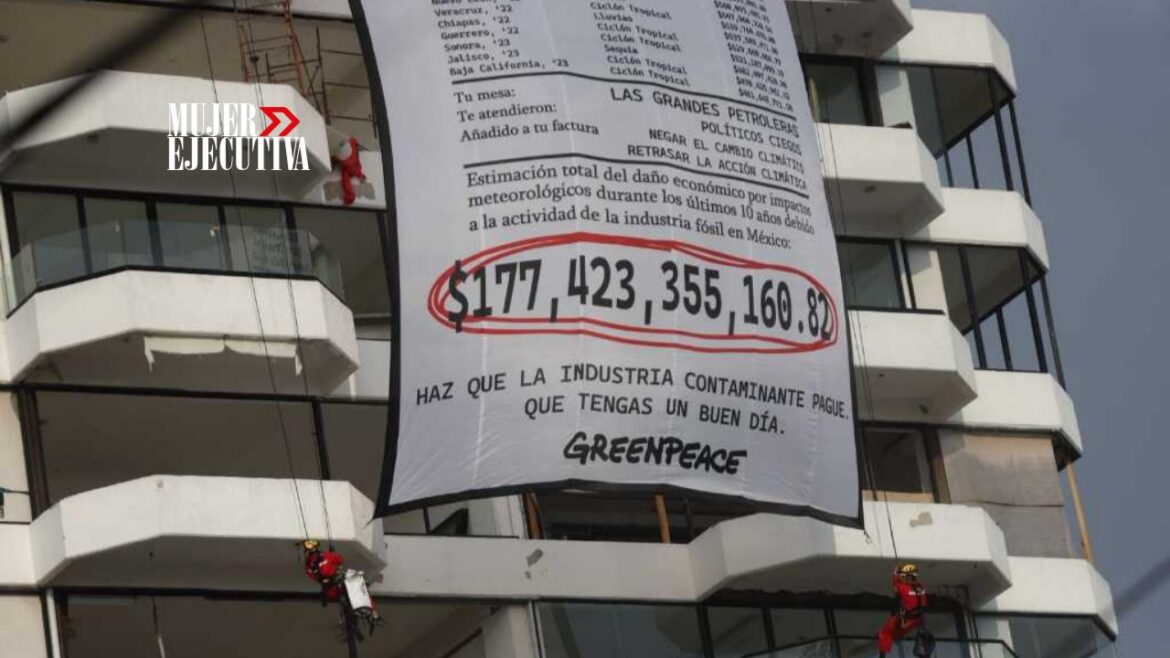 Nuevo León, '22
Veracruz, '22
Chiapas, '22
Guerrero, '22
Sonora, '23
Jalisco, '23
Baja California, '23
Ciclón Tropical
Lluvias
Ciclón Tropical
Ciclón Tropical
Sequía
Ciclón Tropical
Tu mesa:
LAS GRANDES PETROLERAS
Te atendieron:
POLÍTICOS CIEGOS
Añadido a tu factura
NEGAR EL CAMBIO CLIMÁTICO
RETRASAR LA ACCIÓN CLIMÁTICA
Estimación total del daño económico por impactos
meteorológicos durante los últimos 10 años debido
a la actividad de la industria fósil en México:
$177,423,355,160.82
HAZ QUE LA INDUSTRIA CONTAMINANTE PAGUE.
QUE TENGAS UN BUEN DÍA.
GREENPEACE
MUJER
EJECUTIVA